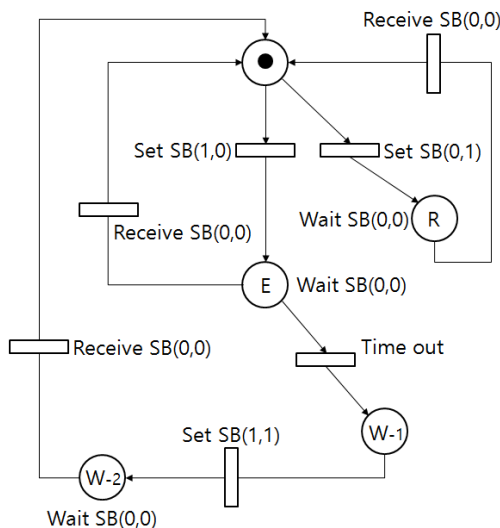 Receive SB(0,0)
Set SB(1,0)
Set SB(0,1)
Wait SB(0,0)
R
Receive SB(0,0)
E
Wait SB(0,0)
Receive SB(0,0)
Time out
Set SB(1,1)
W-1
W-2
Wait SB(0,0)